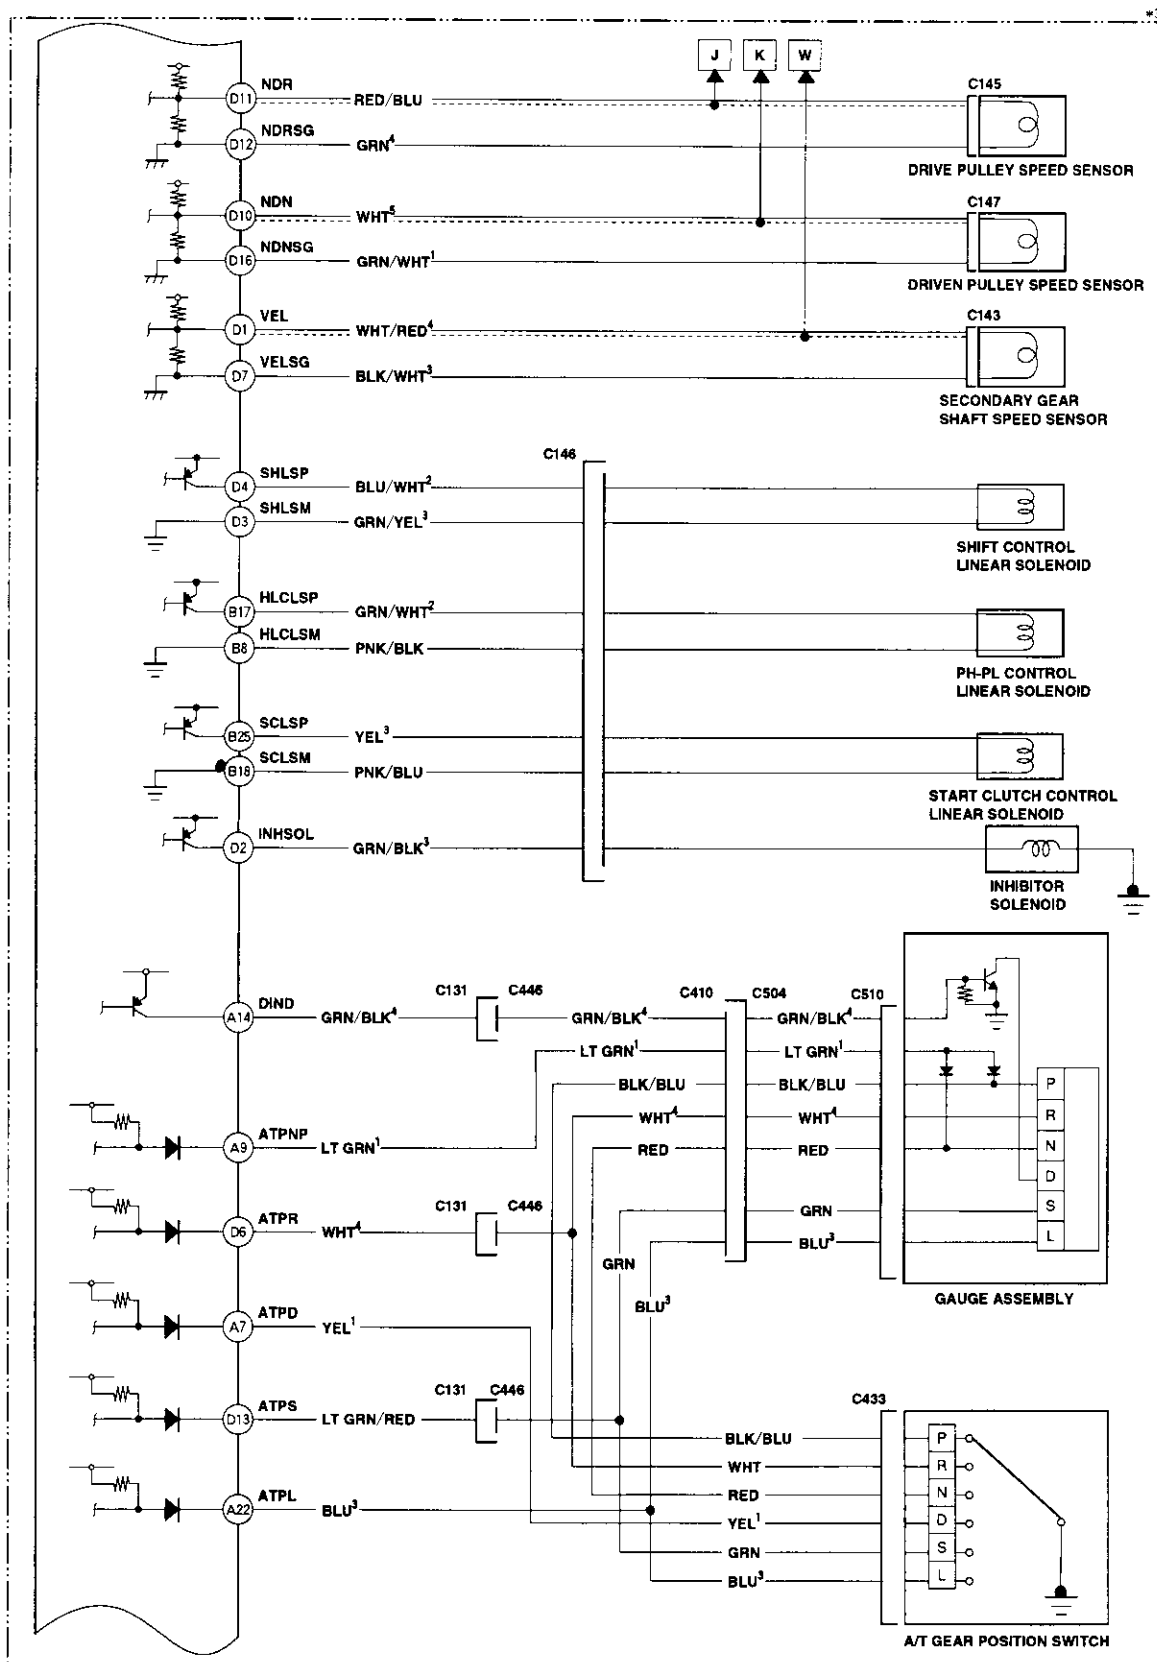 J K W
NDR
D11
RED/BLU
C145
NDRSG
D12
GRN4
DRIVE PULLEY SPEED SENSOR
NDN
D10
WHT5
C147
NDNSG
D16
GRN/WHT1
DRIVEN PULLEY SPEED SENSOR
VEL
D1
WHT/RED4
C143
VELSG
D7
BLK/WHT3
SECONDARY GEAR
SHAFT SPEED SENSOR
C146
SHLSP
D4
BLU/WHT2
SHLSM
D3
GRN/YEL3
SHIFT CONTROL
LINEAR SOLENOID
HLCLSP
B17
GRN/WHT2
HLCLSM
B8
PNK/BLK
PH-PL CONTROL
LINEAR SOLENOID
SCLSP
B25
YEL3
SCLSM
B18
PNK/BLU
START CLUTCH CONTROL
LINEAR SOLENOID
INHSOL
D2
GRN/BLK3
INHIBITOR
SOLENOID
DIND
A14
GRN/BLK4
C131 C446
GRN/BLK4
C410 C504
GRN/BLK4
C510
LT GRN1 LT GRN1
BLK/BLU BLK/BLU
WHT4 WHT4
RED RED
GRN
BLU3
P
R
N
D
S
L
GAUGE ASSEMBLY
ATPNP
A9
LT GRN1
ATPR
D6
WHT4
C131 C446
GRN
BLU3
ATPD
A7
YEL1
ATPS
D13
LT GRN/RED
C131 C446
ATPL
A22
BLU3
C433
BLK/BLU P
WHT R
RED N
YEL1 D
GRN S
BLU3 L
A/T GEAR POSITION SWITCH